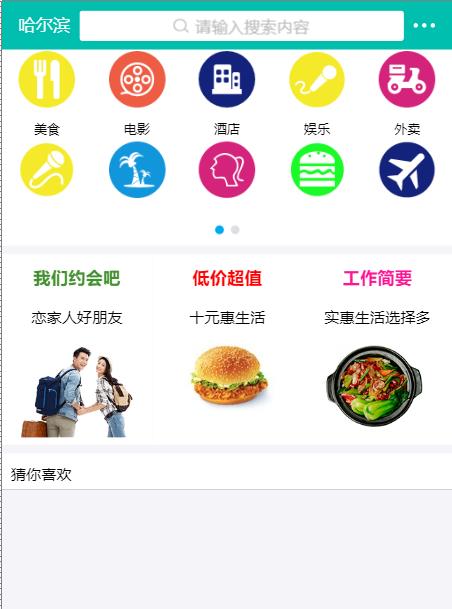 哈尔滨 请输入搜索内容
美食 电影 酒店 娱乐 外卖
我们约会吧 低价超值 工作简要
恋家人好朋友 十元惠生活 实惠生活选择多
猜你喜欢